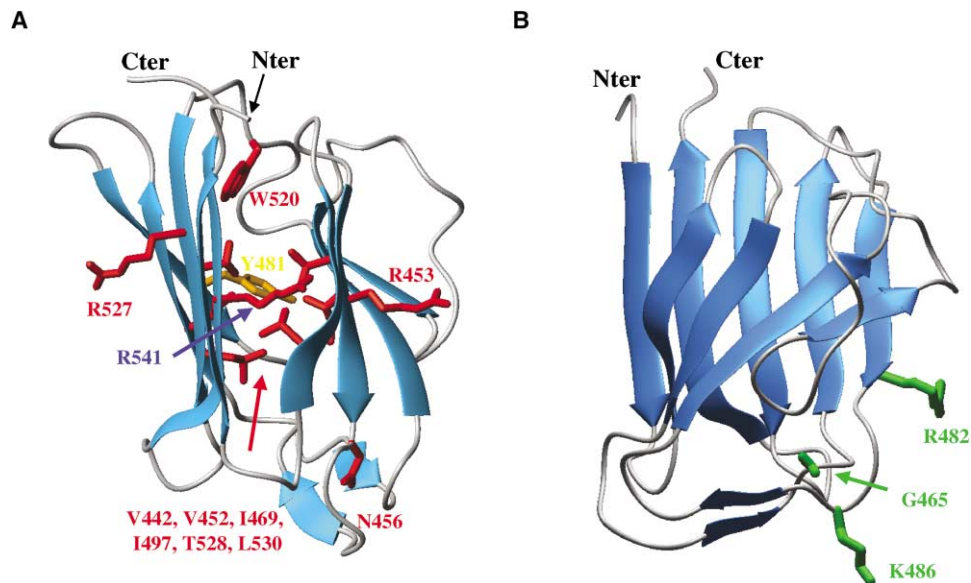 A
Cter
Nter
W520
Y481
R453
R527
R541
V442, V452, I469,
I497, T528, L530
N456
B
Nter
Cter
R482
G465
K486